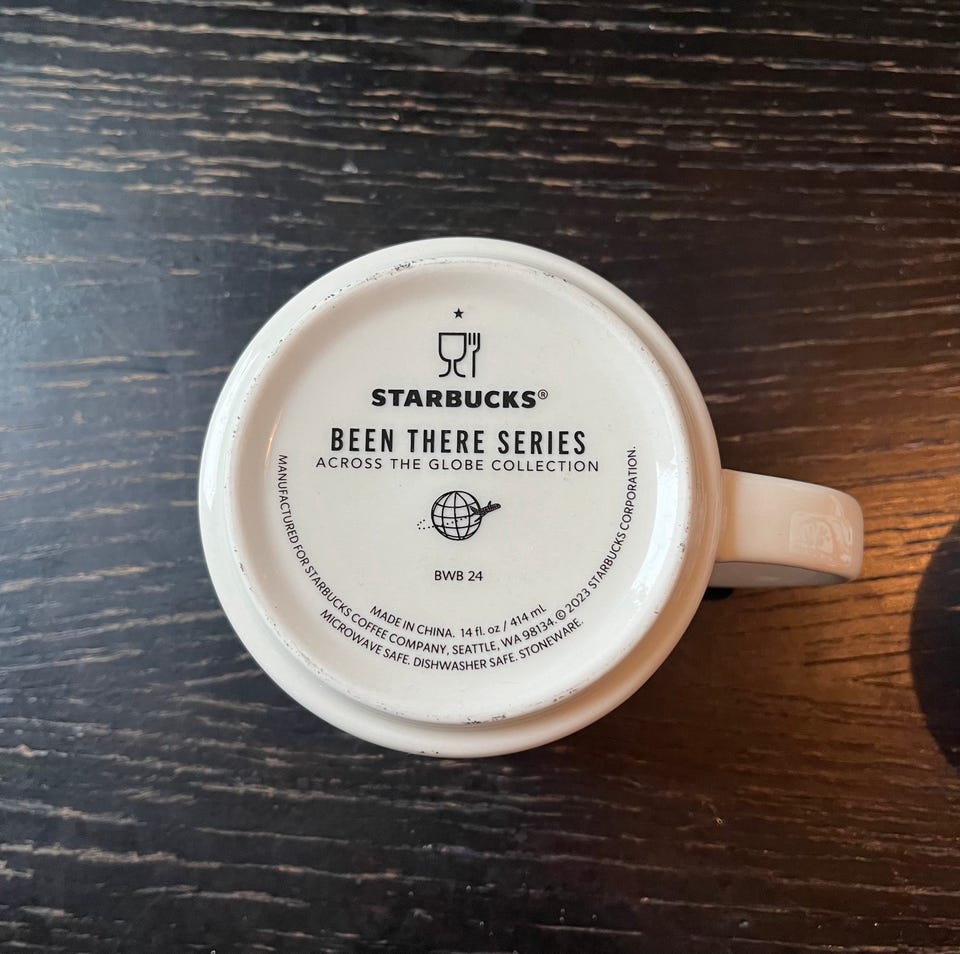 STARBUCKS®
BEEN THERE SERIES
ACROSS THE GLOBE COLLECTION
BWB 24
MADE IN CHINA. 14 fl. oz / 414 mL
MANUFACTURED FOR STARBUCKS COFFEE COMPANY, SEATTLE, WA 98134. © 2023 STARBUCKS CORPORATION.
MICROWAVE SAFE. DISHWASHER SAFE. STONEWARE.